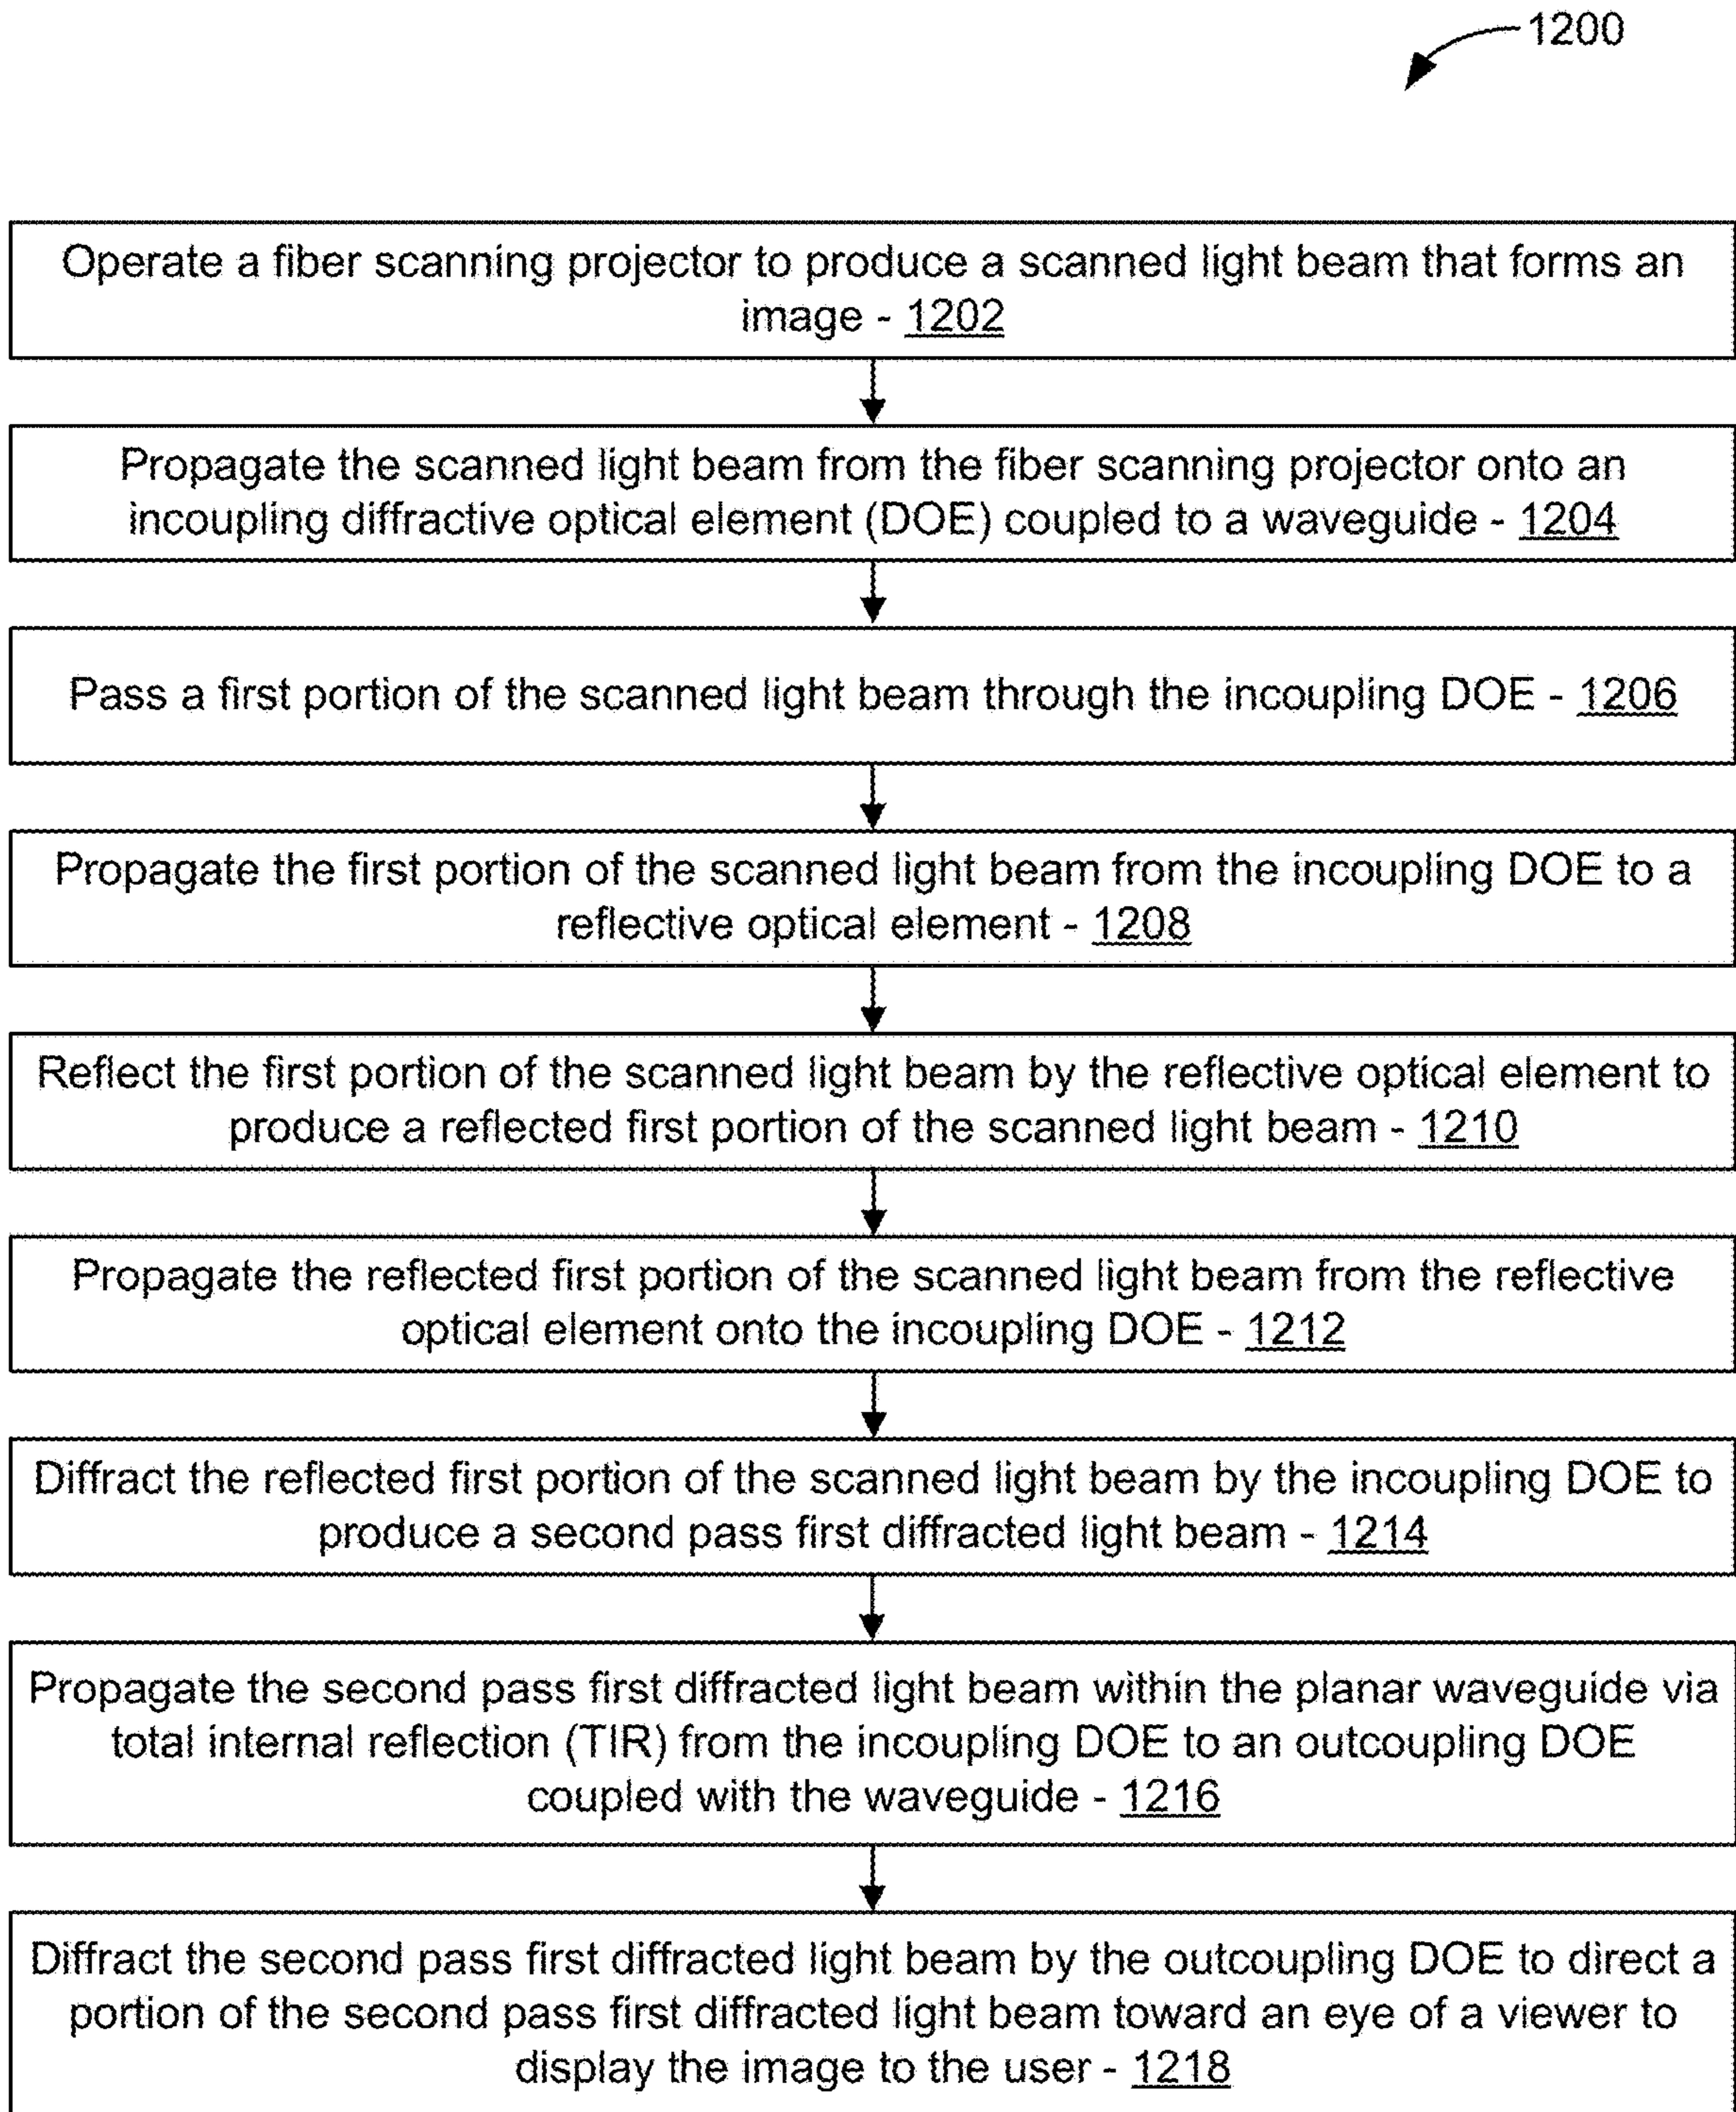 1200
Operate a fiber scanning projector to produce a scanned light beam that forms an
image - 1202
Propagate the scanned light beam from the fiber scanning projector onto an
incoupling diffractive optical element (DOE) coupled to a waveguide - 1204
Pass a first portion of the scanned light beam through the incoupling DOE - 1206
Propagate the first portion of the scanned light beam from the incoupling DOE to a
reflective optical element - 1208
Reflect the first portion of the scanned light beam by the reflective optical element to
produce a reflected first portion of the scanned light beam - 1210
Propagate the reflected first portion of the scanned light beam from the reflective
optical element onto the incoupling DOE - 1212
Diffract the reflected first portion of the scanned light beam by the incoupling DOE to
produce a second pass first diffracted light beam - 1214
Propagate the second pass first diffracted light beam within the planar waveguide via
total internal reflection (TIR) from the incoupling DOE to an outcoupling DOE
coupled with the waveguide - 1216
Diffract the second pass first diffracted light beam by the outcoupling DOE to direct a
portion of the second pass first diffracted light beam toward an eye of a viewer to
display the image to the user - 1218